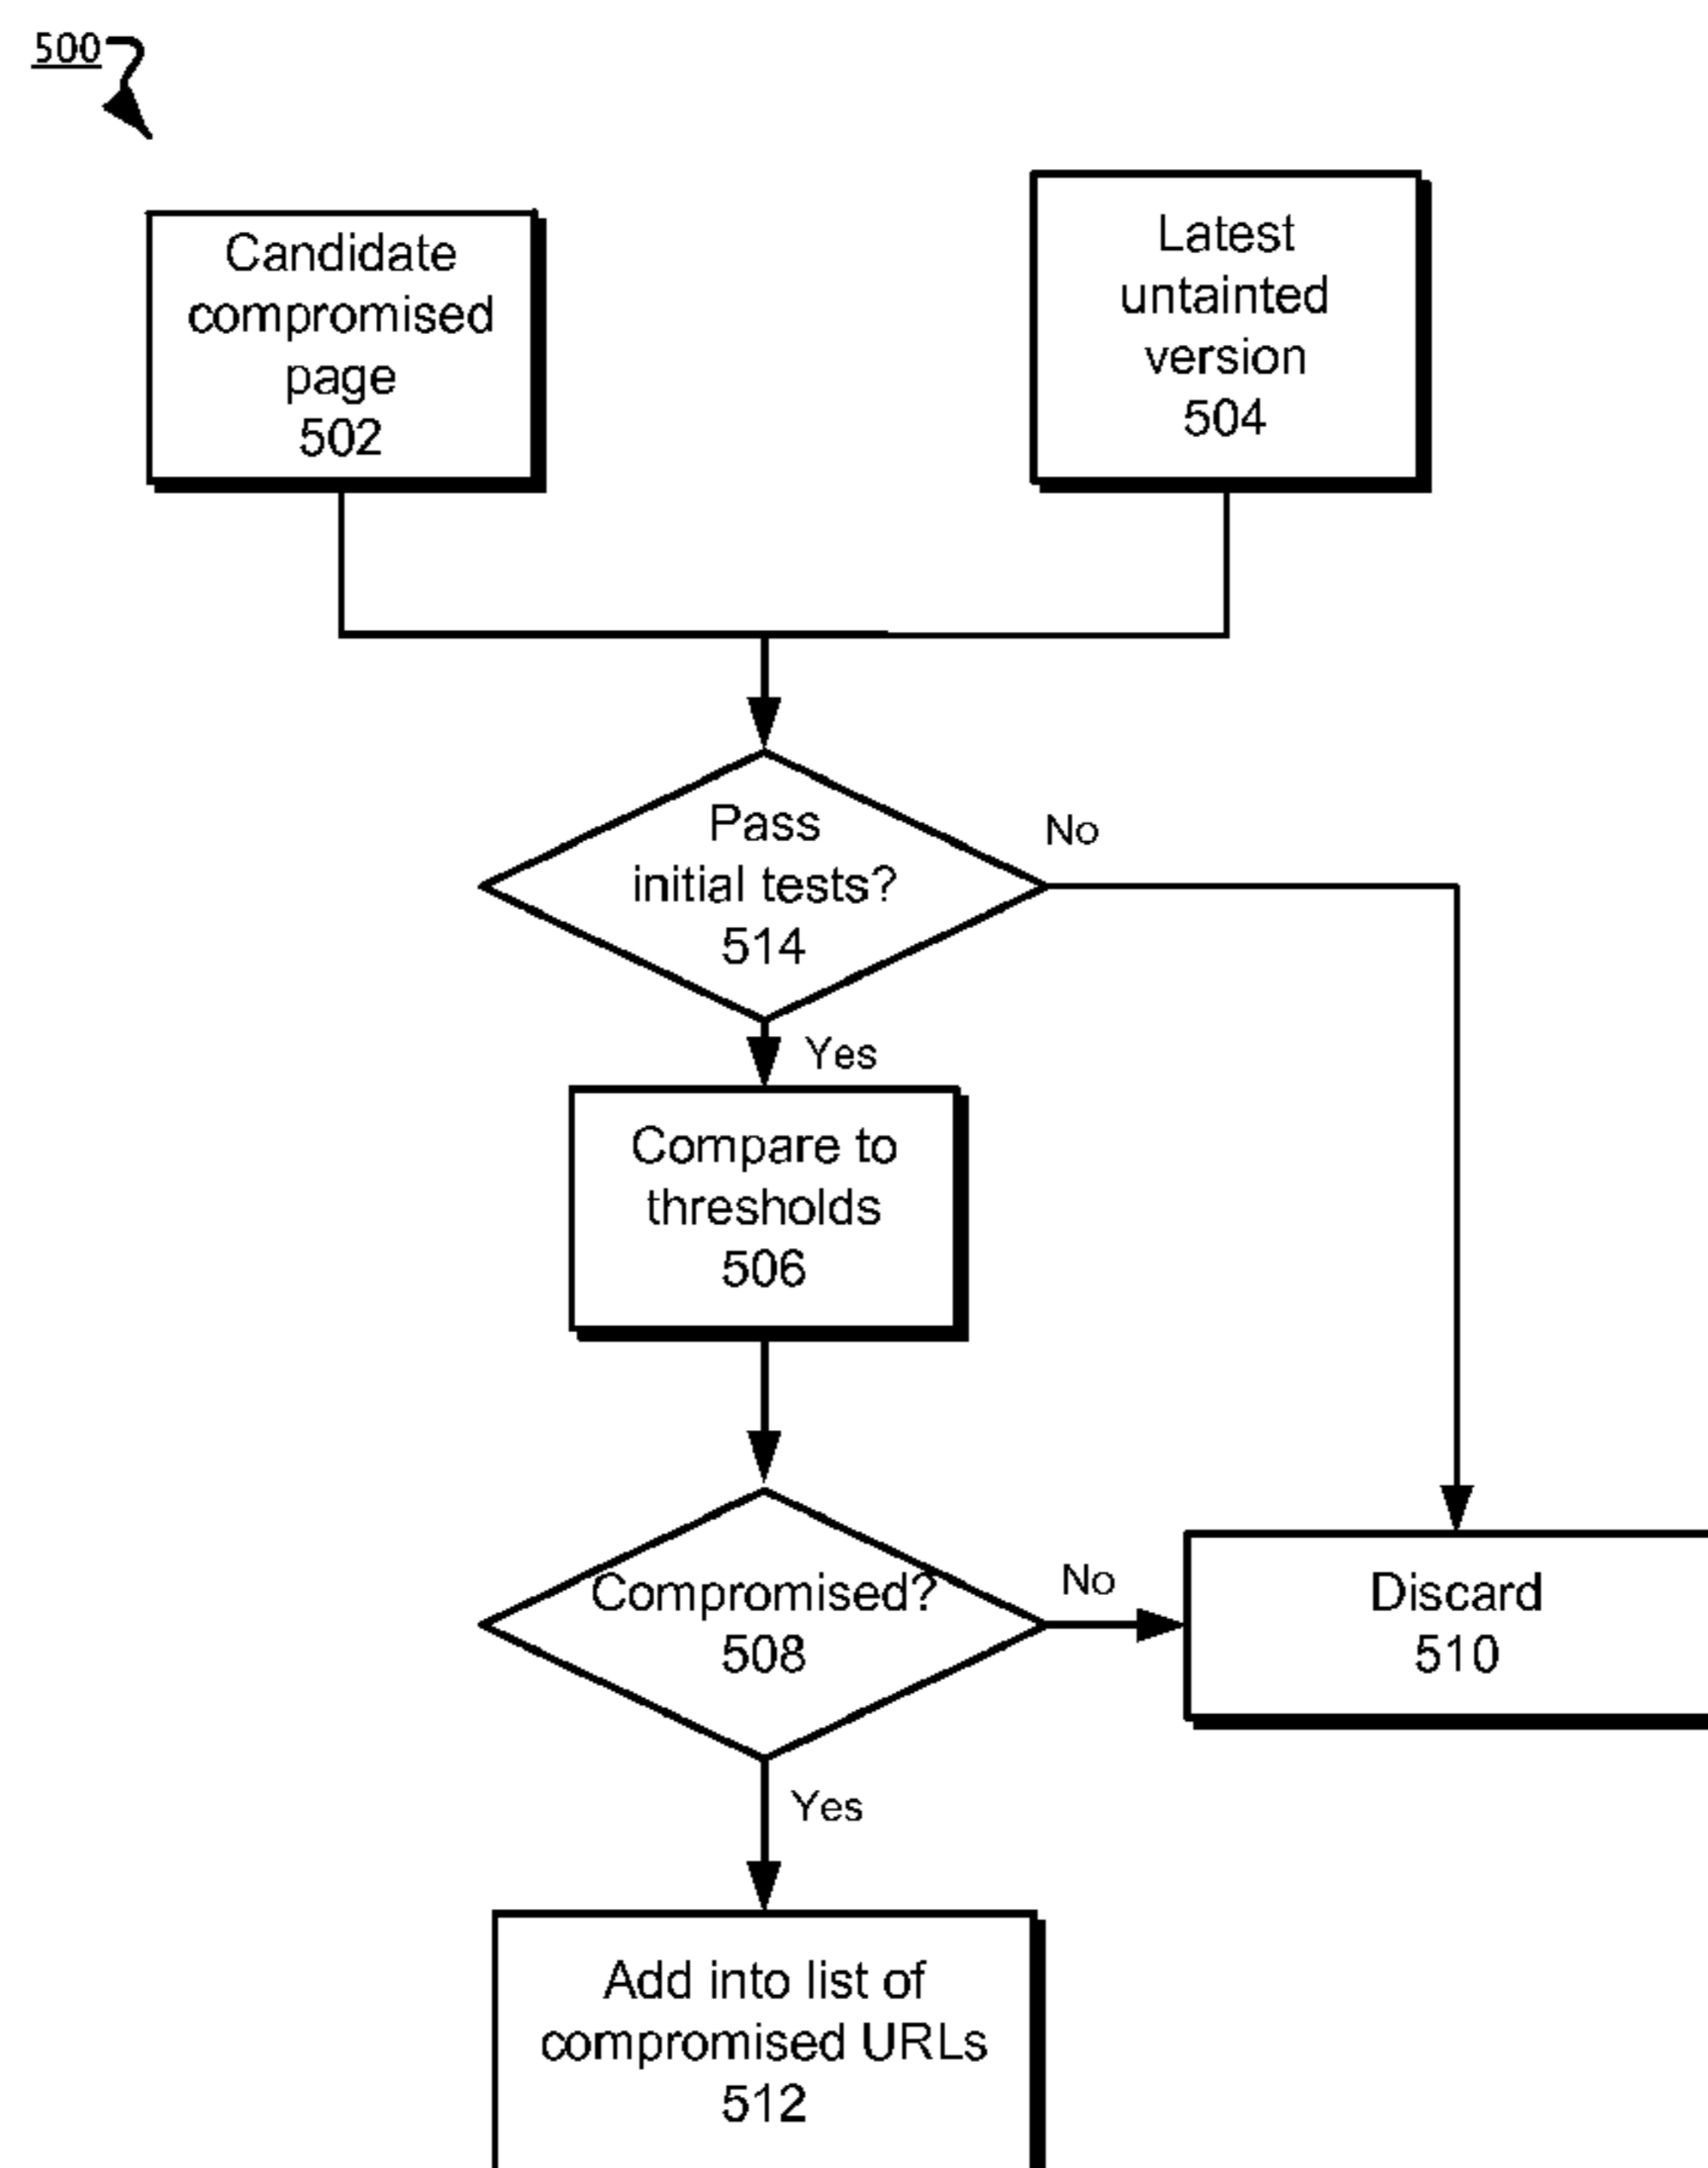 500
Candidate
compromised
page
502
Latest
untainted
version
504
Pass
initial tests?
514
No
Yes
Compare to
thresholds
506
Compromised?
508
No
Discard
510
Yes
Add into list of
compromised URLs
512